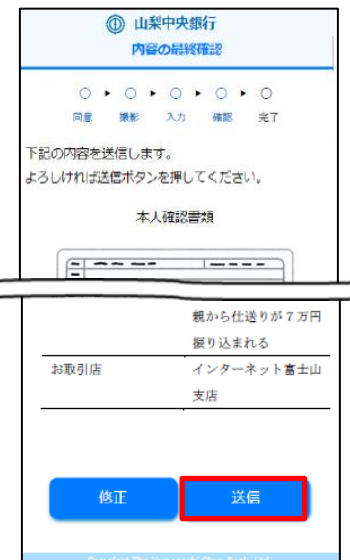 山梨中央銀行
内容の最終確認
同意 撮影 入力 確認 完了
下記の内容を送信します。
よろしければ送信ボタンを押してください。
本人確認書類
親から仕送りが7万円
振り込まれる
お取引店 インターネット富士山
支店
修正 送信